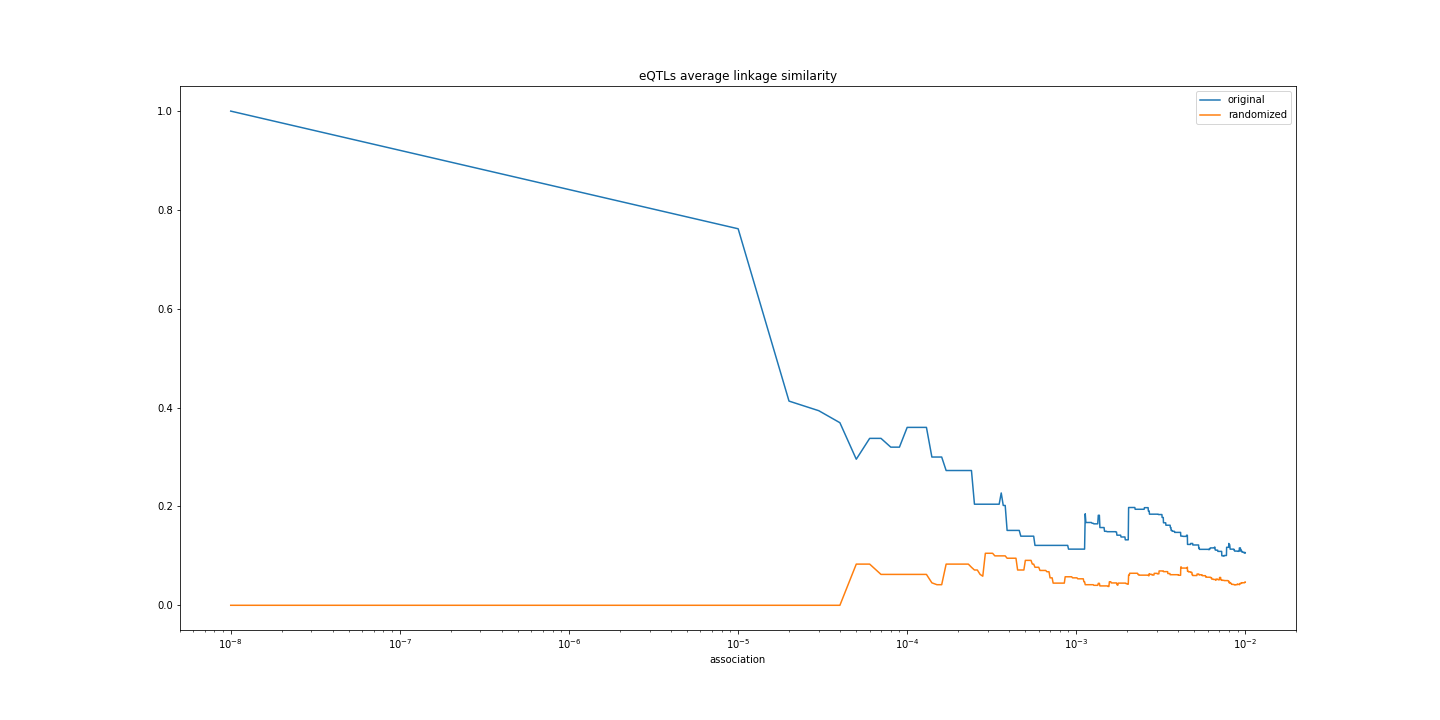 eQTLs average linkage similarity
original
randomized
1.0
0.8
0.6
0.4
0.2
0.0
10⁻⁸ 10⁻⁷ 10⁻⁶ 10⁻⁵ 10⁻⁴ 10⁻³ 10⁻²
association